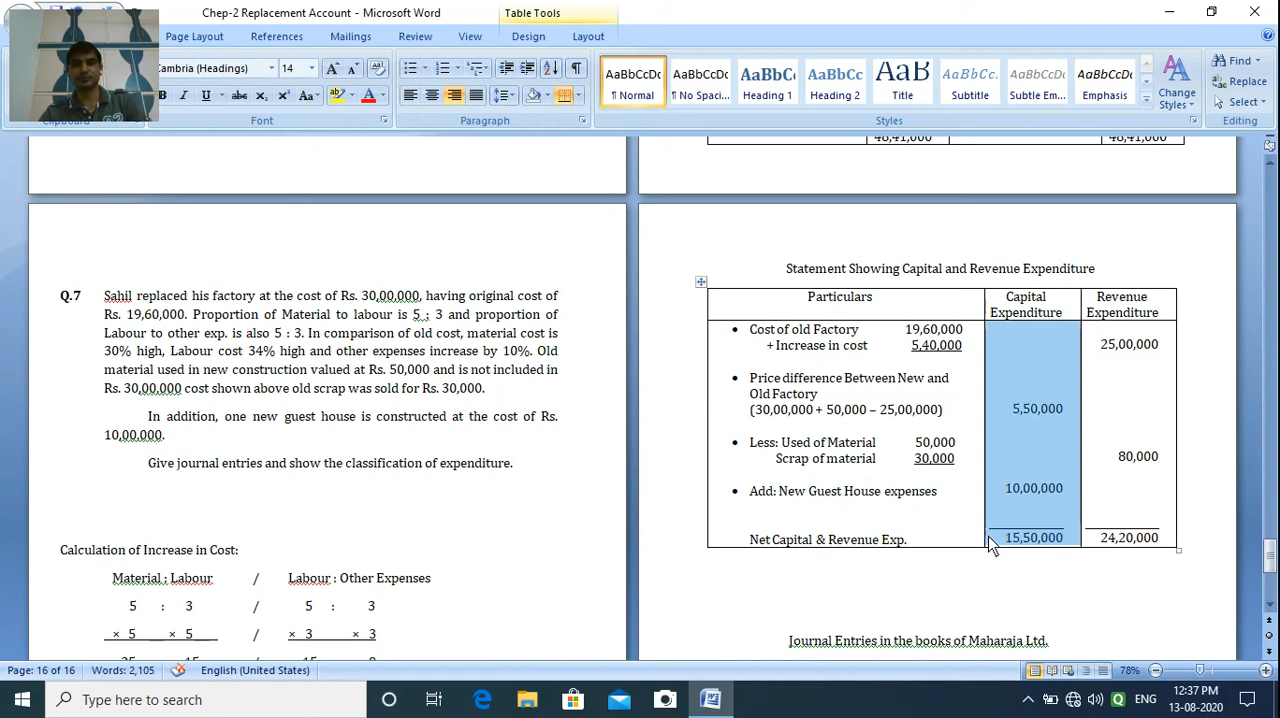 Chep-2 Replacement Account - Microsoft Word
Table Tools
Page Layout References Mailings Review View Design Layout
Cambria (Headings) 14
AaBbCcDc AaBbCcDc AaBbCc AaBbCc AaB AaBbCc. AaBbCcDc AaBbCcDc
¶ Normal ¶ No Spaci... Heading 1 Heading 2 Title Subtitle Subtle Em... Emphasis
Change Styles
Find
Replace
Select
Font Paragraph Styles Editing
48,41,000 48,41,000
Q.7 Sahil replaced his factory at the cost of Rs. 30,00,000, having original cost of
Rs. 19,60,000. Proportion of Material to labour is 5 : 3 and proportion of
Labour to other exp. is also 5 : 3. In comparison of old cost, material cost is
30% high, Labour cost 34% high and other expenses increase by 10%. Old
material used in new construction valued at Rs. 50,000 and is not included in
Rs. 30,00,000 cost shown above old scrap was sold for Rs. 30,000.
In addition, one new guest house is constructed at the cost of Rs.
10,00,000.
Give journal entries and show the classification of expenditure.
Calculation of Increase in Cost:
Material : Labour / Labour : Other Expenses
5 : 3 / 5 : 3
× 5 × 5 / × 3 × 3
Statement Showing Capital and Revenue Expenditure
Particulars Capital Expenditure Revenue Expenditure
• Cost of old Factory 19,60,000
+ Increase in cost 5,40,000 25,00,000
• Price difference Between New and
Old Factory
(30,00,000 + 50,000 – 25,00,000) 5,50,000
• Less: Used of Material 50,000
Scrap of material 30,000 80,000
• Add: New Guest House expenses 10,00,000
Net Capital & Revenue Exp. 15,50,000 24,20,000
Journal Entries in the books of Maharaja Ltd.
Page: 16 of 16 Words: 2,105 English (United States) 78%
Type here to search
ENG
12:37 PM
13-08-2020